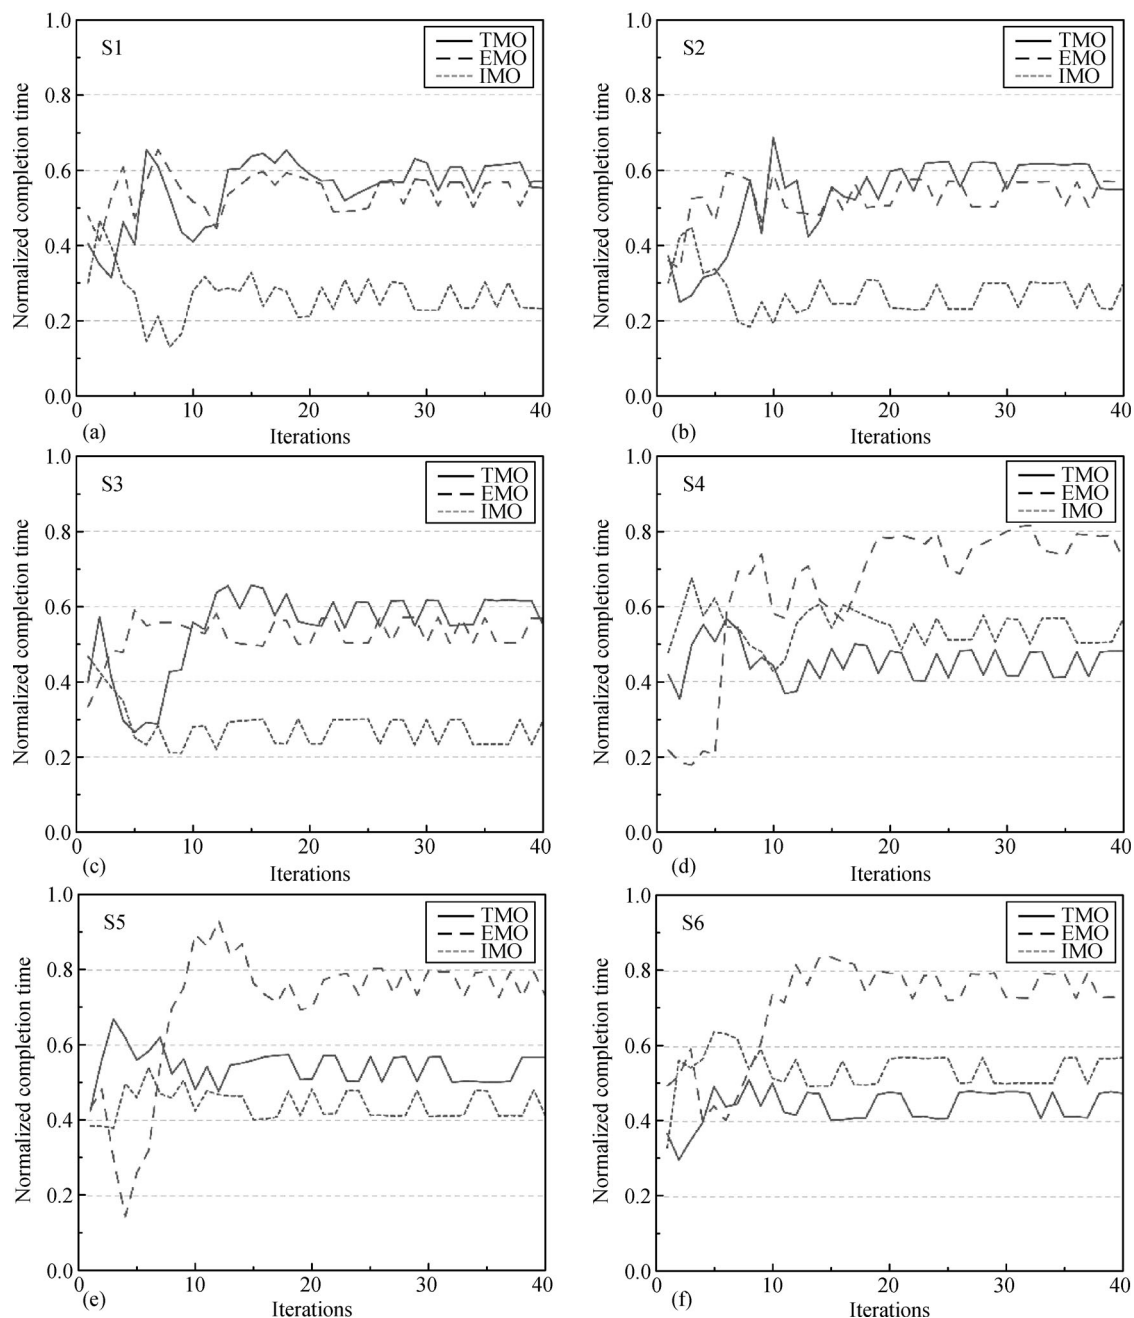 1.0
0.8
0.6
0.4
0.2
0.0
Normalized completion time
S1
TMO
EMO
IMO
0 10 20 30 40
(a)
Iterations
1.0
0.8
0.6
0.4
0.2
0.0
Normalized completion time
S2
TMO
EMO
IMO
0 10 20 30 40
(b)
Iterations
1.0
0.8
0.6
0.4
0.2
0.0
Normalized completion time
S3
TMO
EMO
IMO
0 10 20 30 40
(c)
Iterations
1.0
0.8
0.6
0.4
0.2
0.0
Normalized completion time
S4
TMO
EMO
IMO
0 10 20 30 40
(d)
Iterations
1.0
0.8
0.6
0.4
0.2
0.0
Normalized completion time
S5
TMO
EMO
IMO
0 10 20 30 40
(e)
Iterations
1.0
0.8
0.6
0.4
0.2
0.0
Normalized completion time
S6
TMO
EMO
IMO
0 10 20 30 40
(f)
Iterations